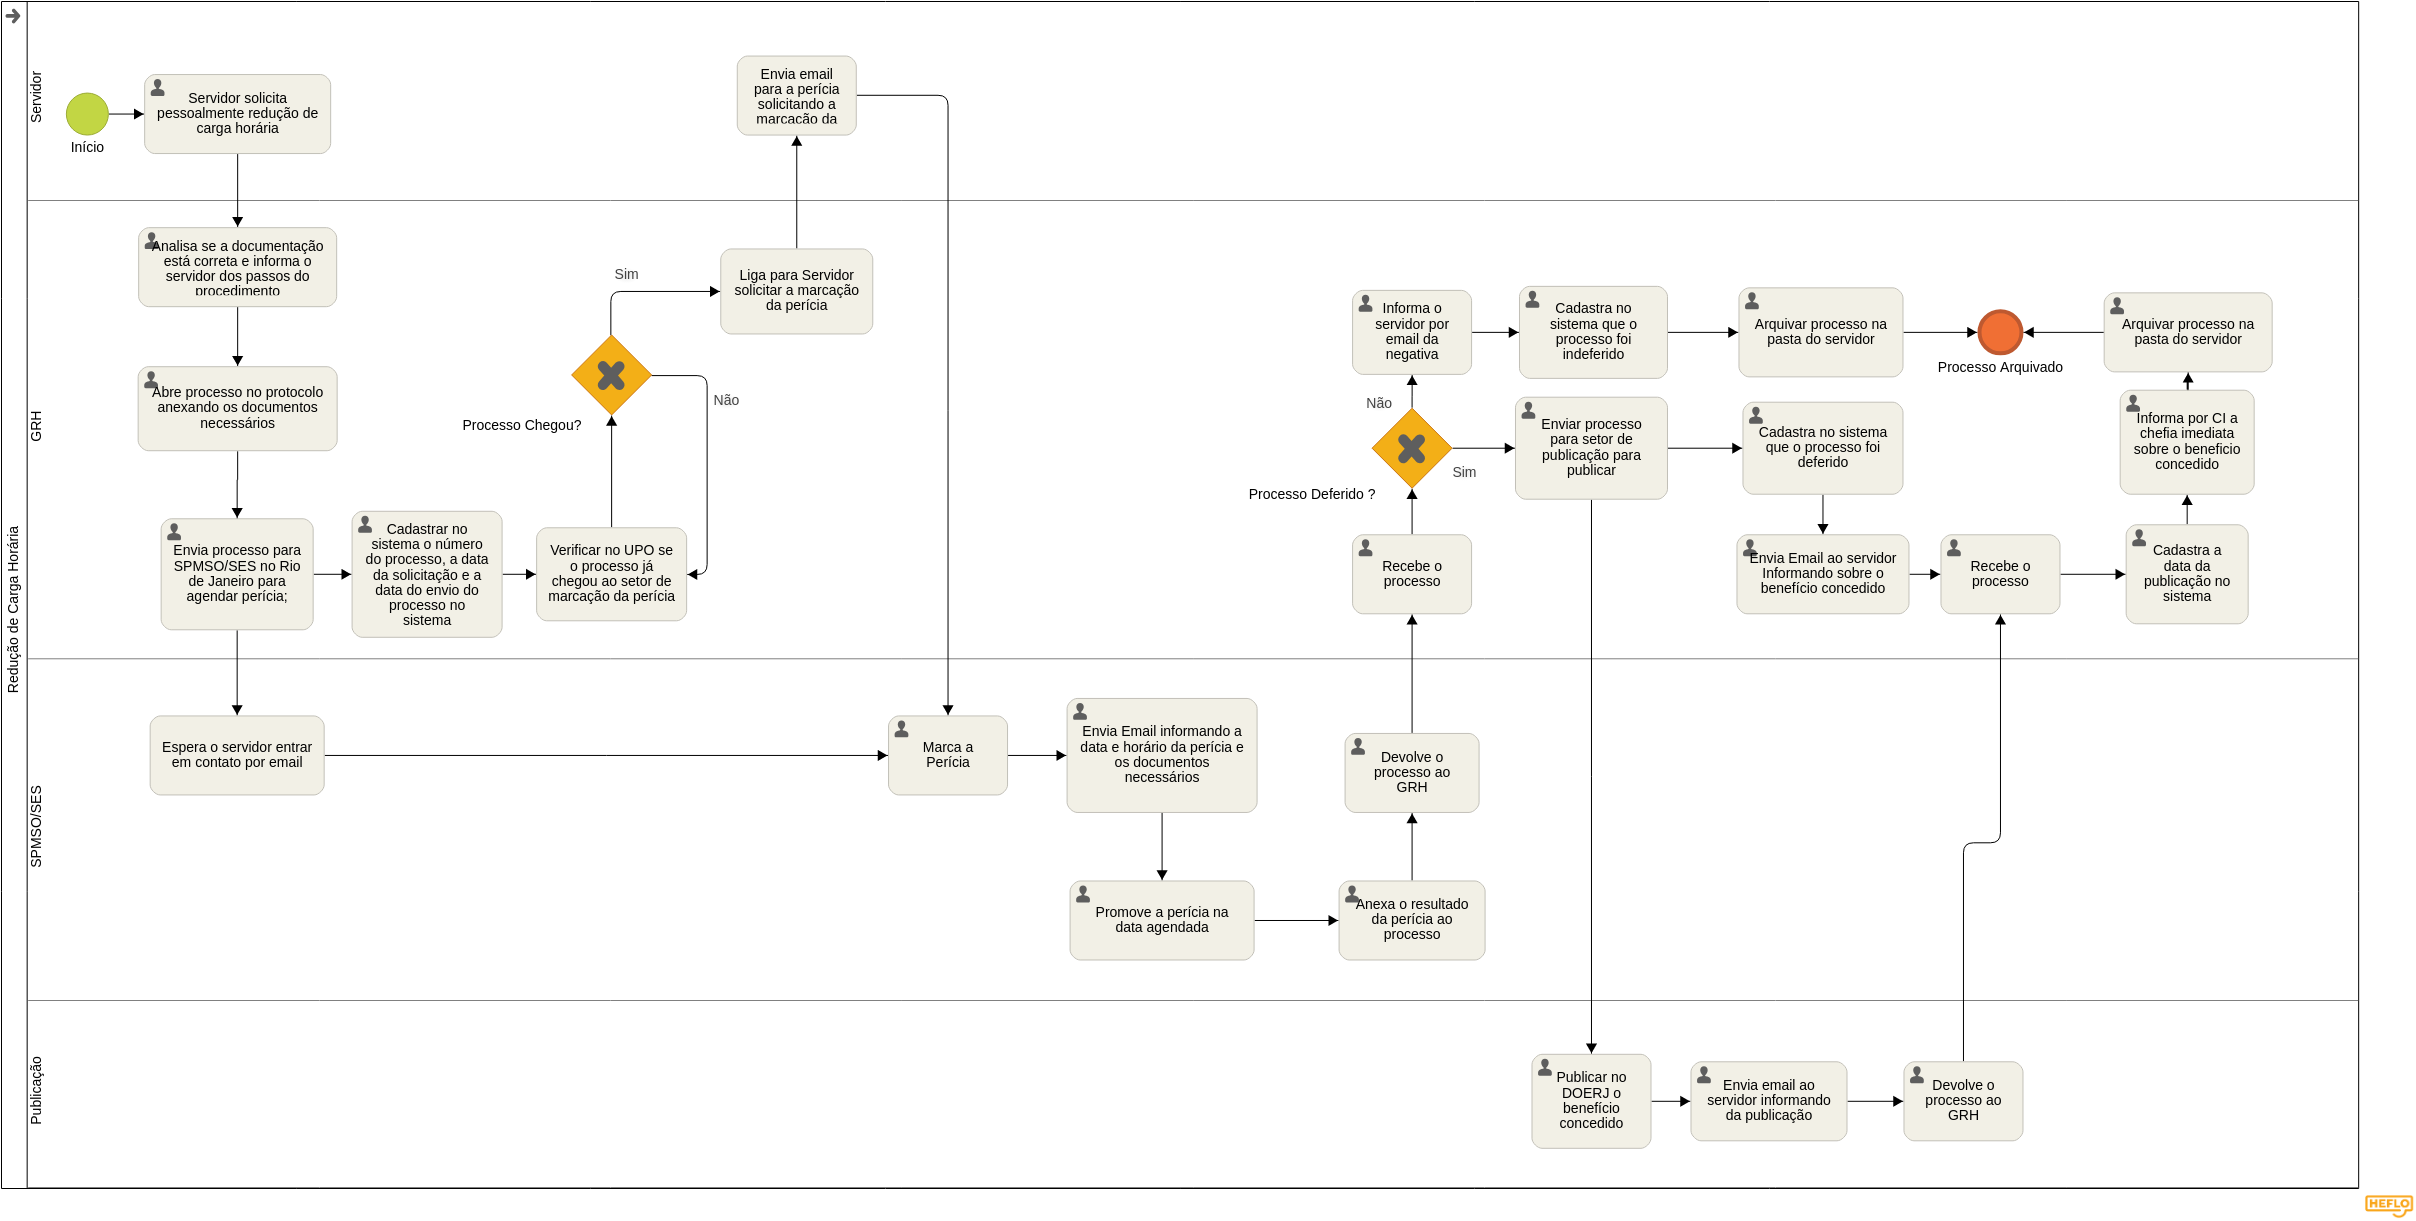 Redução de Carga Horária
Servidor
Início
Servidor solicita
pessoalmente redução de
carga horária
Envia email
para a perícia
solicitando a
marcação da
GRH
Analisa se a documentação
está correta e informa o
servidor dos passos do
procedimento
Abre processo no protocolo
anexando os documentos
necessários
Envia processo para
SPMSO/SES no Rio
de Janeiro para
agendar perícia;
Cadastrar no
sistema o número
do processo, a data
da solicitação e a
data do envio do
processo no
sistema
Verificar no UPO se
o processo já
chegou ao setor de
marcação da perícia
Processo Chegou?
Sim
Não
Liga para Servidor
solicitar a marcação
da perícia
Recebe o
processo
Processo Deferido ?
Não
Sim
Informa o
servidor por
email da
negativa
Cadastra no
sistema que o
processo foi
indeferido
Arquivar processo na
pasta do servidor
Processo Arquivado
Arquivar processo na
pasta do servidor
Enviar processo
para setor de
publicação para
publicar
Cadastra no sistema
que o processo foi
deferido
Informa por CI a
chefia imediata
sobre o beneficio
concedido
Envia Email ao servidor
Informando sobre o
benefício concedido
Recebe o
processo
Cadastra a
data da
publicação no
sistema
SPMSO/SES
Espera o servidor entrar
em contato por email
Marca a
Perícia
Envia Email informando a
data e horário da perícia e
os documentos
necessários
Devolve o
processo ao
GRH
Promove a perícia na
data agendada
Anexa o resultado
da perícia ao
processo
Publicação
Publicar no
DOERJ o
benefício
concedido
Envia email ao
servidor informando
da publicação
Devolve o
processo ao
GRH
HEFLO